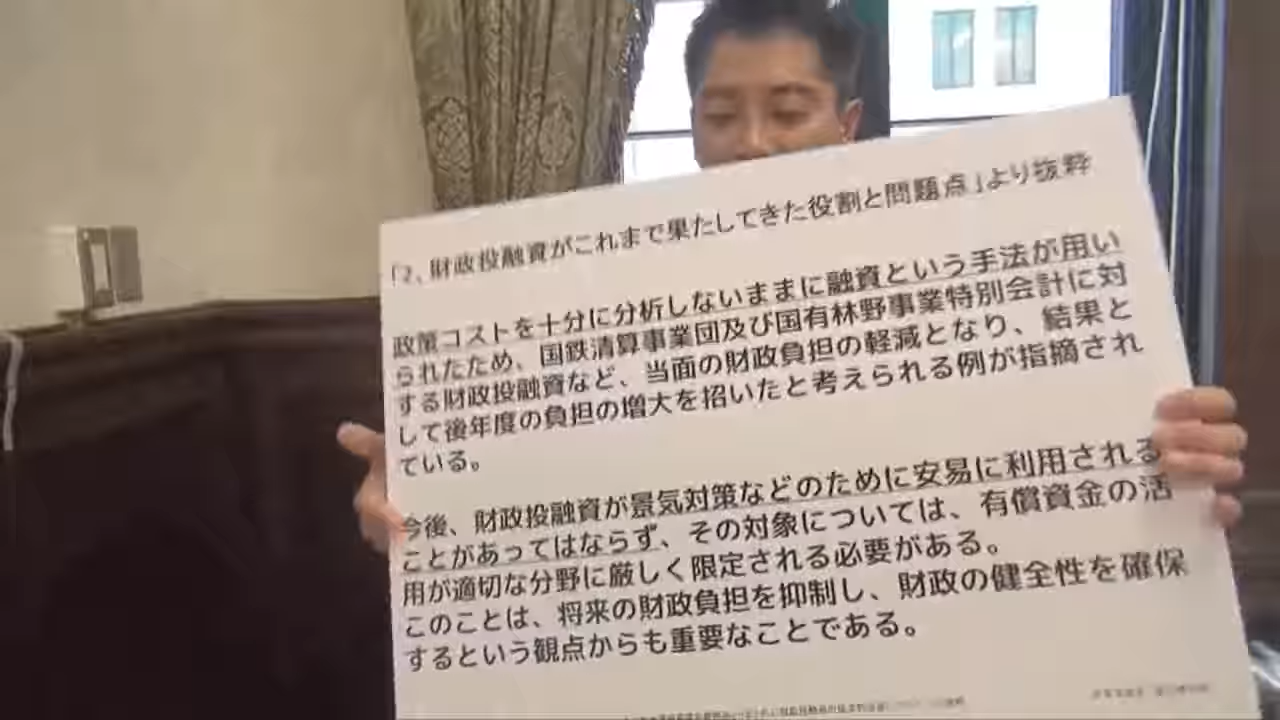 「2、財政投融資がこれまで果たしてきた役割と問題点」より抜粋
政策コストを十分に分析しないままに融資という手法が用い
られたため、国鉄清算事業団及び国有林野事業特別会計に対
する財政投融資など、当面の財政負担の軽減となり、結果と
して後年度の負担の増大を招いたと考えられる例が指摘され
ている。
今後、財政投融資が景気対策などのために安易に利用される
ことがあってはならず、その対象については、有償資金の活
用が適切な分野に厳しく限定される必要がある。
このことは、将来の財政負担を抑制し、財政の健全性を確保
するという観点からも重要なことである。